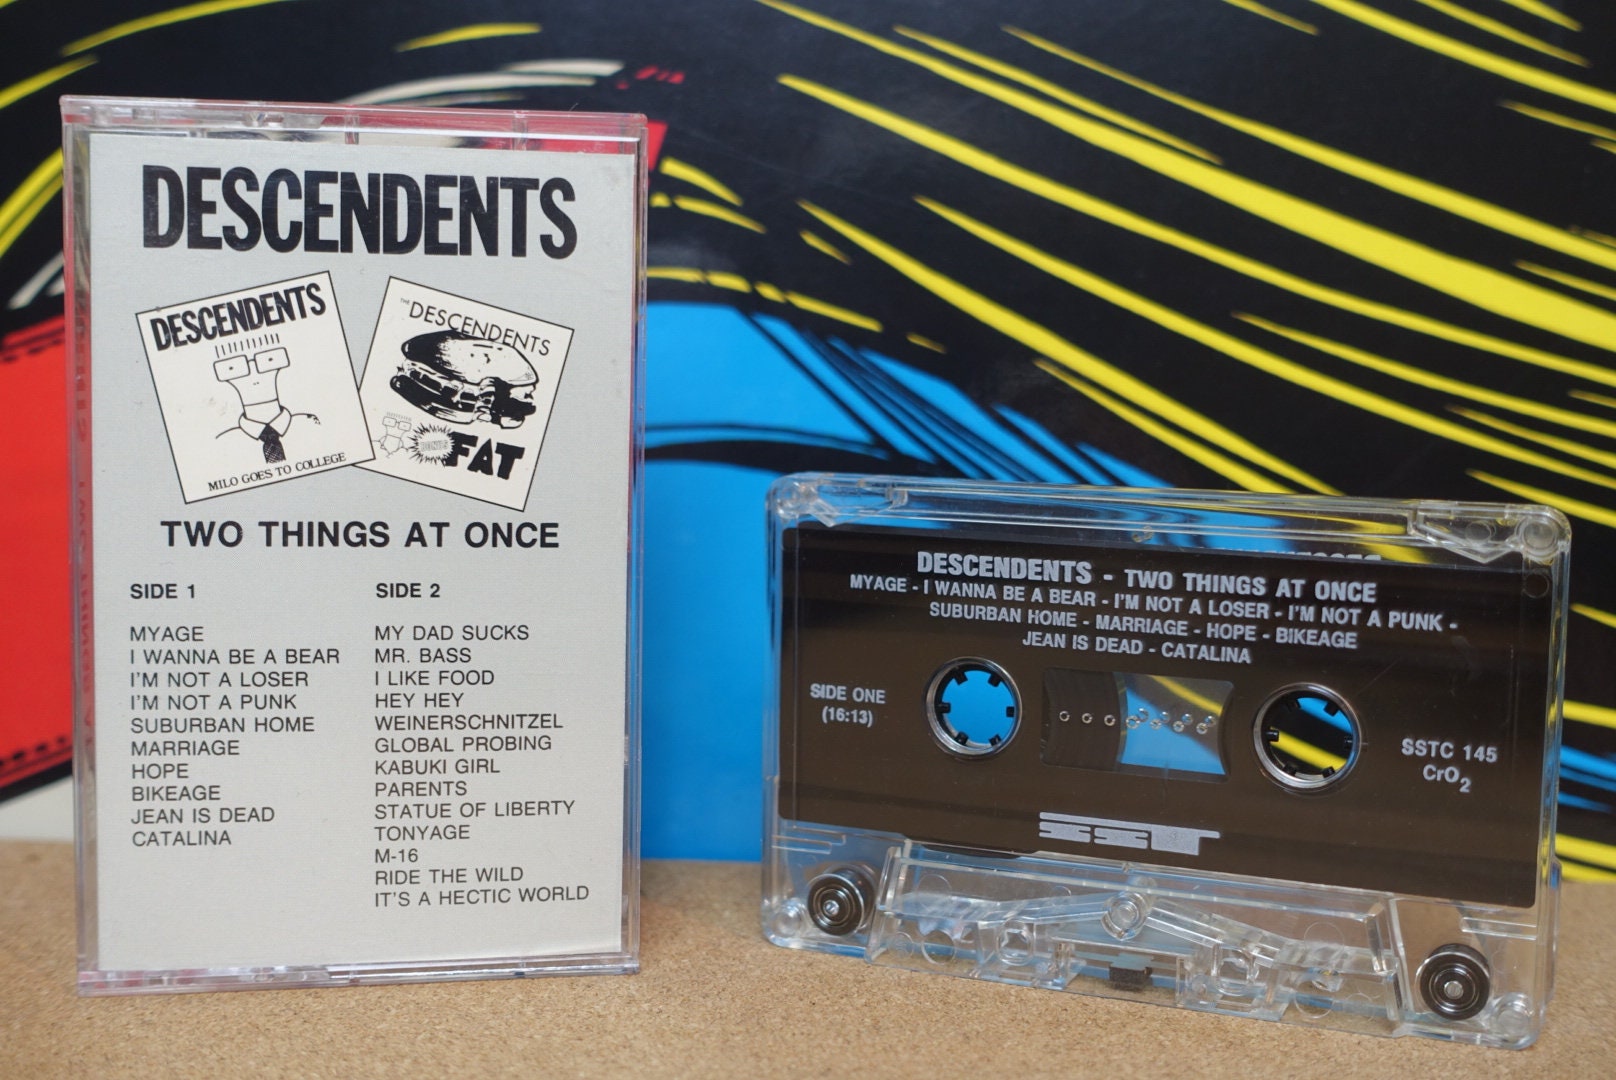 DESCENDENTS
DESCENDENTS
MILO GOES TO COLLEGE
THE
DESCENDENTS
BONUS
FAT
TWO THINGS AT ONCE
SIDE 1
MYAGE
I WANNA BE A BEAR
I'M NOT A LOSER
I'M NOT A PUNK
SUBURBAN HOME
MARRIAGE
HOPE
BIKEAGE
JEAN IS DEAD
CATALINA
SIDE 2
MY DAD SUCKS
MR. BASS
I LIKE FOOD
HEY HEY
WEINERSCHNITZEL
GLOBAL PROBING
KABUKI GIRL
PARENTS
STATUE OF LIBERTY
TONYAGE
M-16
RIDE THE WILD
IT'S A HECTIC WORLD
DESCENDENTS - TWO THINGS AT ONCE
MYAGE - I WANNA BE A BEAR - I'M NOT A LOSER - I'M NOT A PUNK -
SUBURBAN HOME - MARRIAGE - HOPE - BIKEAGE
JEAN IS DEAD - CATALINA
SIDE ONE
(16:13)
SSTC 145
CrO2
SST